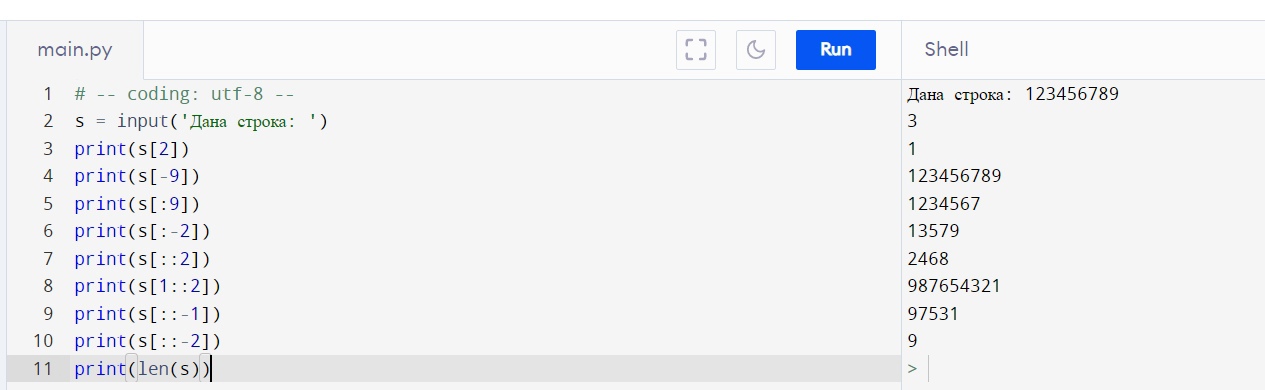 main.py
Run
1 # -- coding: utf-8 --
2 s = input('Дана строка: ')
3 print(s[2])
4 print(s[-9])
5 print(s[:9])
6 print(s[:-2])
7 print(s[::2])
8 print(s[1::2])
9 print(s[::-1])
10 print(s[::-2])
11 print(len(s))
Shell
Дана строка: 123456789
3
1
123456789
1234567
13579
2468
987654321
97531
9
>